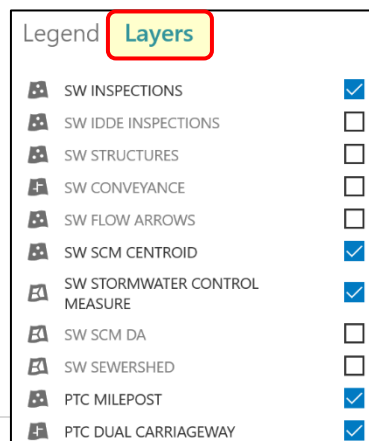 Legend Layers
SW INSPECTIONS
SW IDDE INSPECTIONS
SW STRUCTURES
SW CONVEYANCE
SW FLOW ARROWS
SW SCM CENTROID
SW STORMWATER CONTROL
MEASURE
SW SCM DA
SW SEWERSHED
PTC MILEPOST
PTC DUAL CARRIAGEWAY